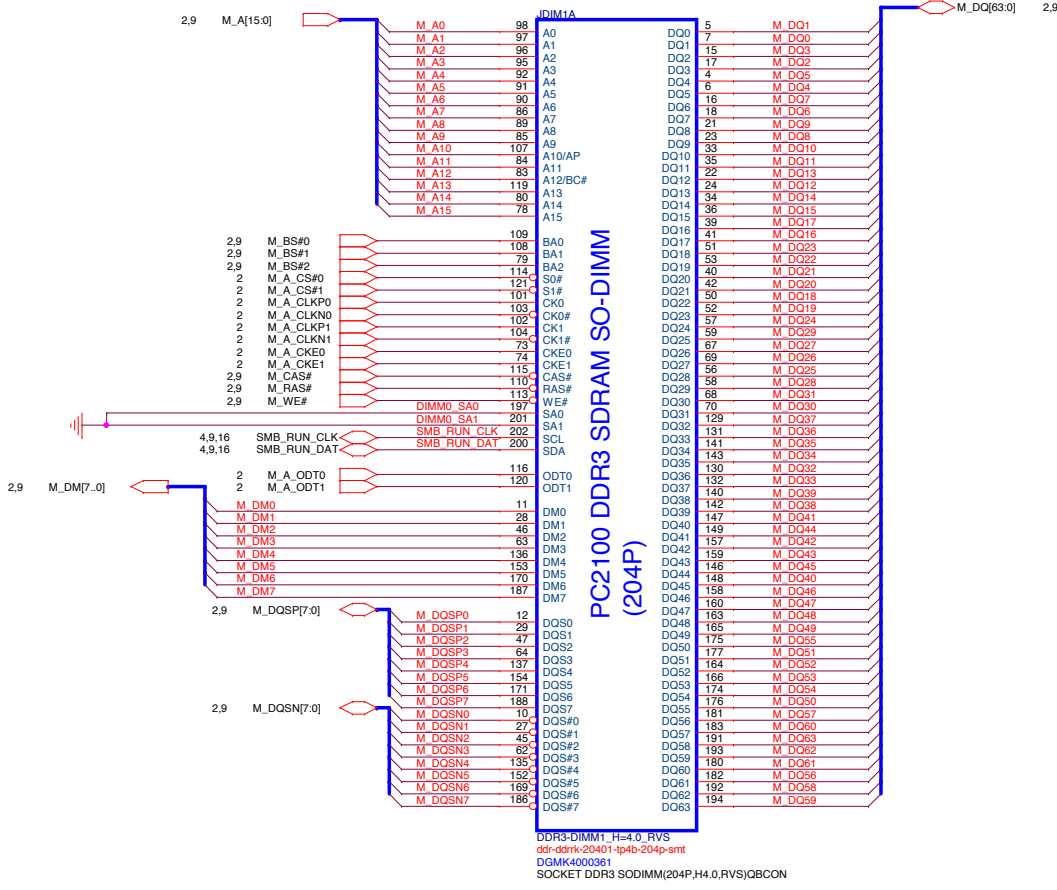 2,9 M_A[15:0]
JDIM1A
M_A0 98 A0
M_A1 97 A1
M_A2 96 A2
M_A3 95 A3
M_A4 92 A4
M_A5 91 A5
M_A6 90 A6
M_A7 86 A7
M_A8 89 A8
M_A9 85 A9
M_A10 107 A10/AP
M_A11 84 A11
M_A12 83 A12/BC#
M_A13 119 A13
M_A14 80 A14
M_A15 78 A15
2,9 M_BS#0 109 BA0
2,9 M_BS#1 108 BA1
2,9 M_BS#2 79 BA2
2 M_A_CS#0 114 S0#
2 M_A_CS#1 121 S1#
2 M_A_CLKP0 101 CK0
2 M_A_CLKN0 103 CK0#
2 M_A_CLKP1 102 CK1
2 M_A_CLKN1 104 CK1#
2 M_A_CKE0 73 CKE0
2 M_A_CKE1 74 CKE1
2,9 M_CAS# 115 CAS#
2,9 M_RAS# 110 RAS#
2,9 M_WE# 113 WE#
DIMM0_SA0 197 SA0
DIMM0_SA1 201 SA1
4,9,16 SMB_RUN_CLK SMB_RUN_CLK 202 SCL
4,9,16 SMB_RUN_DAT SMB_RUN_DAT 200 SDA
2 M_A_ODT0 116 ODT0
2 M_A_ODT1 120 ODT1
2,9 M_DM[7..0]
M_DM0 11 DM0
M_DM1 28 DM1
M_DM2 46 DM2
M_DM3 63 DM3
M_DM4 136 DM4
M_DM5 153 DM5
M_DM6 170 DM6
M_DM7 187 DM7
2,9 M_DQSP[7:0]
M_DQSP0 12 DQS0
M_DQSP1 29 DQS1
M_DQSP2 47 DQS2
M_DQSP3 64 DQS3
M_DQSP4 137 DQS4
M_DQSP5 154 DQS5
M_DQSP6 171 DQS6
M_DQSP7 188 DQS7
2,9 M_DQSN[7:0]
M_DQSN0 10 DQS#0
M_DQSN1 27 DQS#1
M_DQSN2 45 DQS#2
M_DQSN3 62 DQS#3
M_DQSN4 135 DQS#4
M_DQSN5 152 DQS#5
M_DQSN6 169 DQS#6
M_DQSN7 186 DQS#7
PC2100 DDR3 SDRAM SO-DIMM
(204P)
M_DQ[63:0] 2,9
DQ0 5 M_DQ1
DQ1 7 M_DQ0
DQ2 15 M_DQ3
DQ3 17 M_DQ2
DQ4 4 M_DQ5
DQ5 6 M_DQ4
DQ6 16 M_DQ7
DQ7 18 M_DQ6
DQ8 21 M_DQ9
DQ9 23 M_DQ8
DQ10 33 M_DQ10
DQ11 35 M_DQ11
DQ12 22 M_DQ13
DQ13 24 M_DQ12
DQ14 34 M_DQ14
DQ15 36 M_DQ15
DQ16 39 M_DQ17
DQ17 41 M_DQ16
DQ18 51 M_DQ23
DQ19 53 M_DQ22
DQ20 40 M_DQ21
DQ21 42 M_DQ20
DQ22 50 M_DQ18
DQ23 52 M_DQ19
DQ24 57 M_DQ24
DQ25 59 M_DQ29
DQ26 67 M_DQ27
DQ27 69 M_DQ26
DQ28 56 M_DQ25
DQ29 58 M_DQ28
DQ30 68 M_DQ31
DQ31 70 M_DQ30
DQ32 129 M_DQ37
DQ33 131 M_DQ36
DQ34 141 M_DQ35
DQ35 143 M_DQ34
DQ36 130 M_DQ32
DQ37 132 M_DQ33
DQ38 140 M_DQ39
DQ39 142 M_DQ38
DQ40 147 M_DQ41
DQ41 149 M_DQ44
DQ42 157 M_DQ42
DQ43 159 M_DQ43
DQ44 146 M_DQ45
DQ45 148 M_DQ40
DQ46 158 M_DQ46
DQ47 160 M_DQ47
DQ48 163 M_DQ48
DQ49 165 M_DQ49
DQ50 175 M_DQ55
DQ51 177 M_DQ51
DQ52 164 M_DQ52
DQ53 166 M_DQ53
DQ54 174 M_DQ54
DQ55 176 M_DQ50
DQ56 181 M_DQ57
DQ57 183 M_DQ60
DQ58 191 M_DQ63
DQ59 193 M_DQ62
DQ60 180 M_DQ61
DQ61 182 M_DQ56
DQ62 192 M_DQ58
DQ63 194 M_DQ59
DDR3-DIMM1_H=4.0_RVS
ddr-ddrrk-20401-tp4b-204p-smt
DGMK4000361
SOCKET DDR3 SODIMM(204P,H4.0,RVS)QBCON